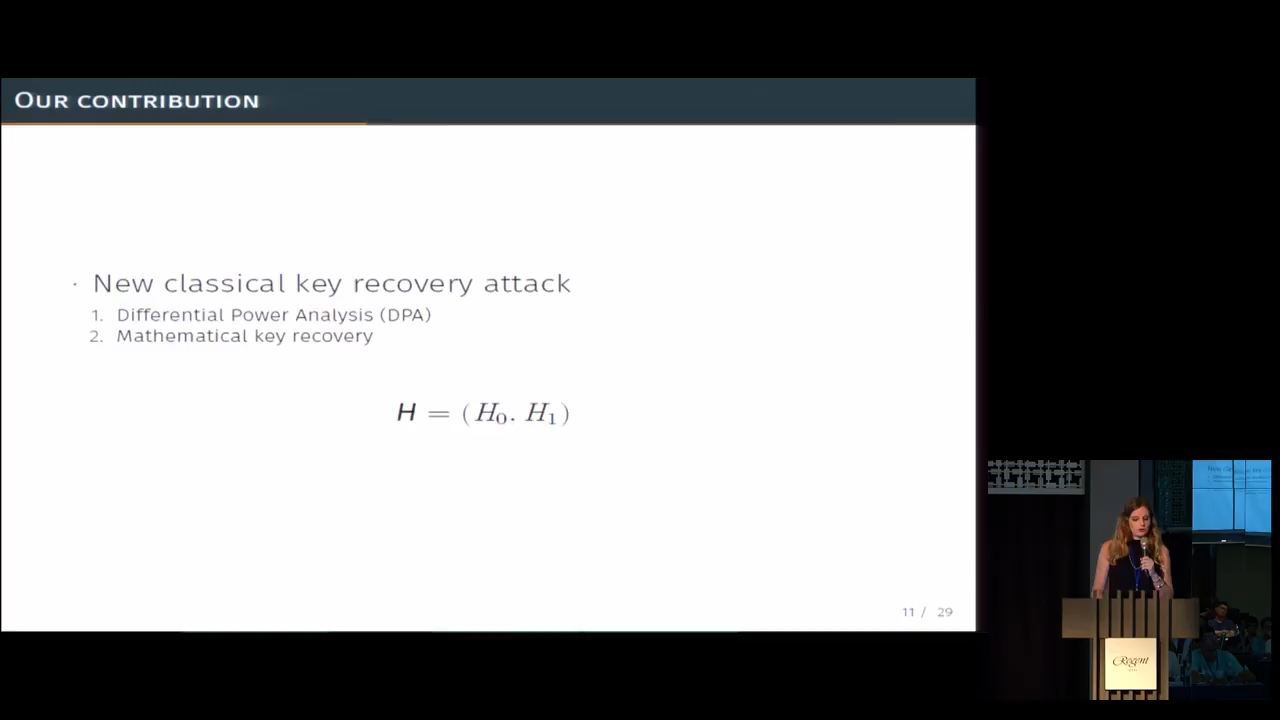 OUR CONTRIBUTION
· New classical key recovery attack
1. Differential Power Analysis (DPA)
2. Mathematical key recovery
H = (H₀. H₁)
11 / 29
Regent